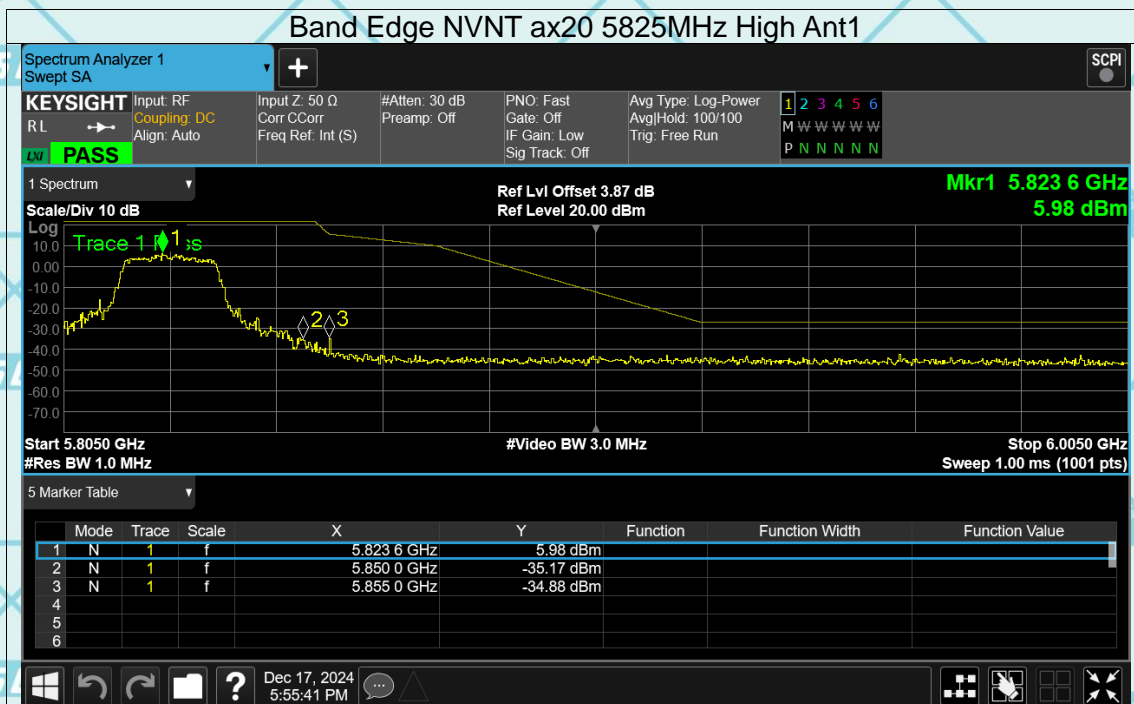 Band Edge NVNT ax20 5825MHz High Ant1
Spectrum Analyzer 1
Swept SA
+
SCPI
KEYSIGHT
RL
LXI
PASS
Input: RF
Coupling: DC
Align: Auto
Input Z: 50 Ω
Corr CCorr
Freq Ref: Int (S)
#Atten: 30 dB
Preamp: Off
PNO: Fast
Gate: Off
IF Gain: Low
Sig Track: Off
Avg Type: Log-Power
Avg|Hold: 100/100
Trig: Free Run
1 2 3 4 5 6
M W W W W W
P N N N N N
1 Spectrum
Scale/Div 10 dB
Ref Lvl Offset 3.87 dB
Ref Level 20.00 dBm
Mkr1 5.823 6 GHz
5.98 dBm
Log
10.0
0.00
-10.0
-20.0
-30.0
-40.0
-50.0
-60.0
-70.0
Trace 1
1
2
3
Start 5.8050 GHz
#Video BW 3.0 MHz
Stop 6.0050 GHz
#Res BW 1.0 MHz
Sweep 1.00 ms (1001 pts)
5 Marker Table
Mode Trace Scale X Y Function Function Width Function Value
1 N 1 f 5.823 6 GHz 5.98 dBm
2 N 1 f 5.850 0 GHz -35.17 dBm
3 N 1 f 5.855 0 GHz -34.88 dBm
4
5
6
?
Dec 17, 2024
5:55:41 PM